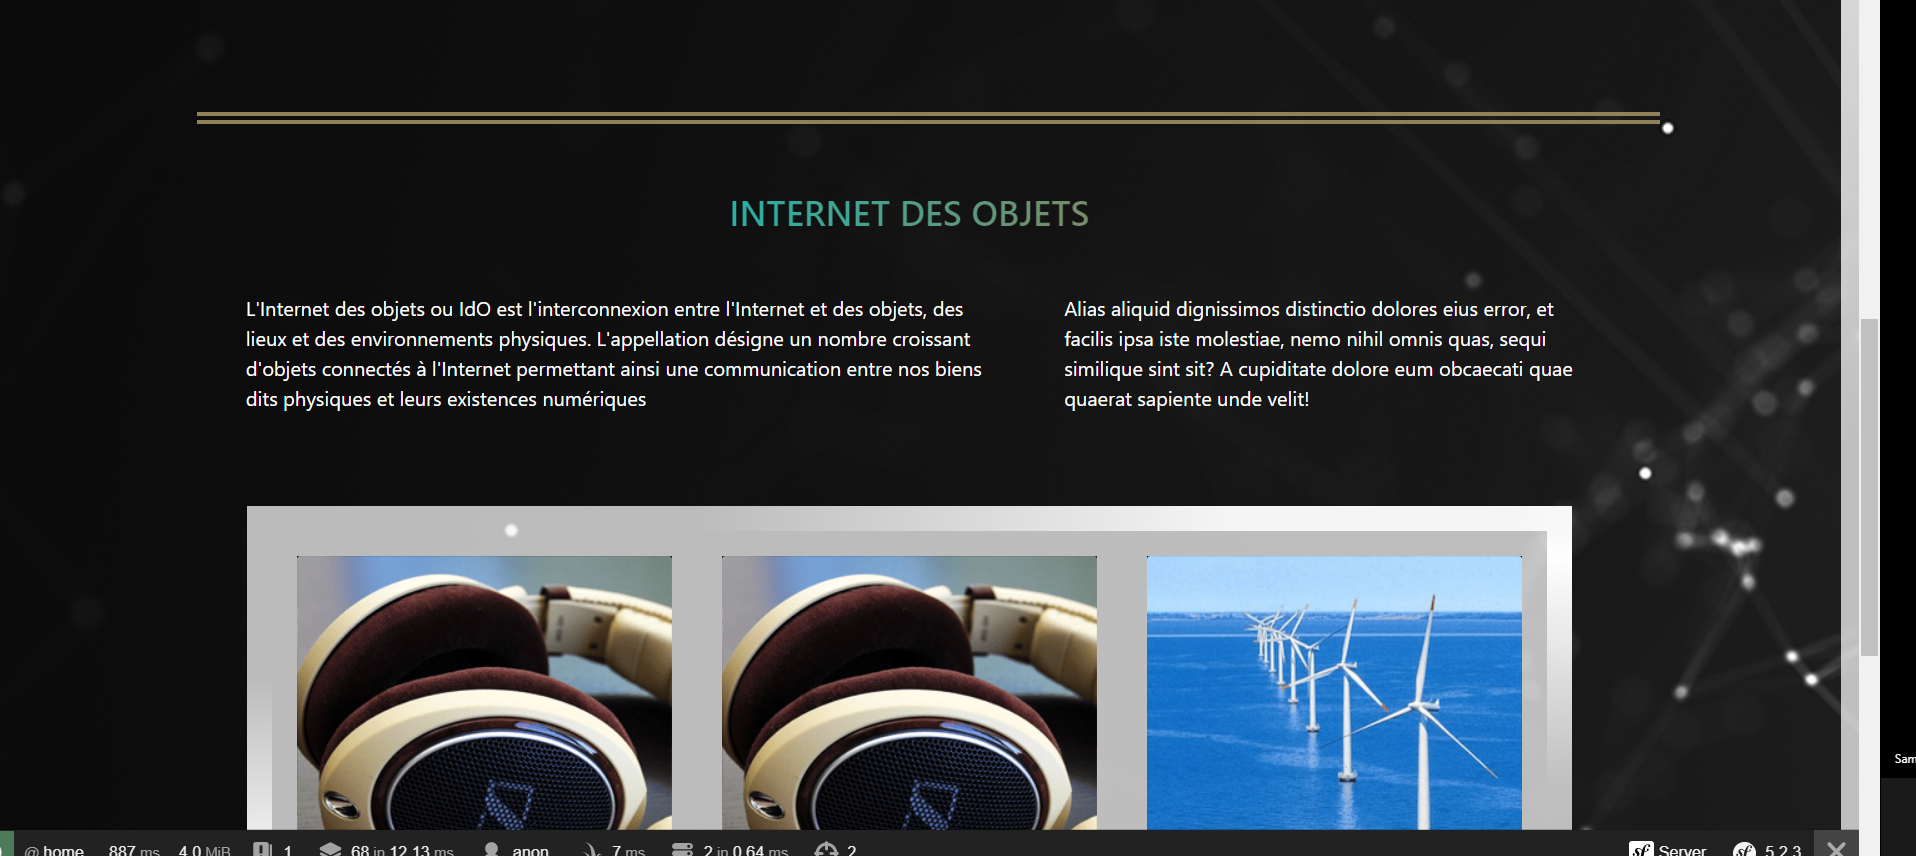 INTERNET DES OBJETS
L'Internet des objets ou IdO est l'interconnexion entre l'Internet et des objets, des
lieux et des environnements physiques. L'appellation désigne un nombre croissant
d'objets connectés à l'Internet permettant ainsi une communication entre nos biens
dits physiques et leurs existences numériques
Alias aliquid dignissimos distinctio dolores eius error, et
facilis ipsa iste molestiae, nemo nihil omnis quas, sequi
similique sint sit? A cupiditate dolore eum obcaecati quae
quaerat sapiente unde velit!
Sam
@ home 887 ms 4.0 MiB 1 68 in 12.13 ms anon. 7 ms 2 in 0.64 ms 2 sf Server sf 5.2.3